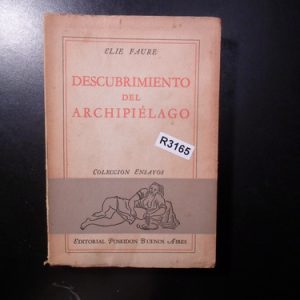 ELIE FAURE
DESCUBRIMIENTO
DEL
ARCHIPIÉLAGO
R3165
COLECCION ENSAYOS
EDITORIAL POSEIDON BUENOS AIRES